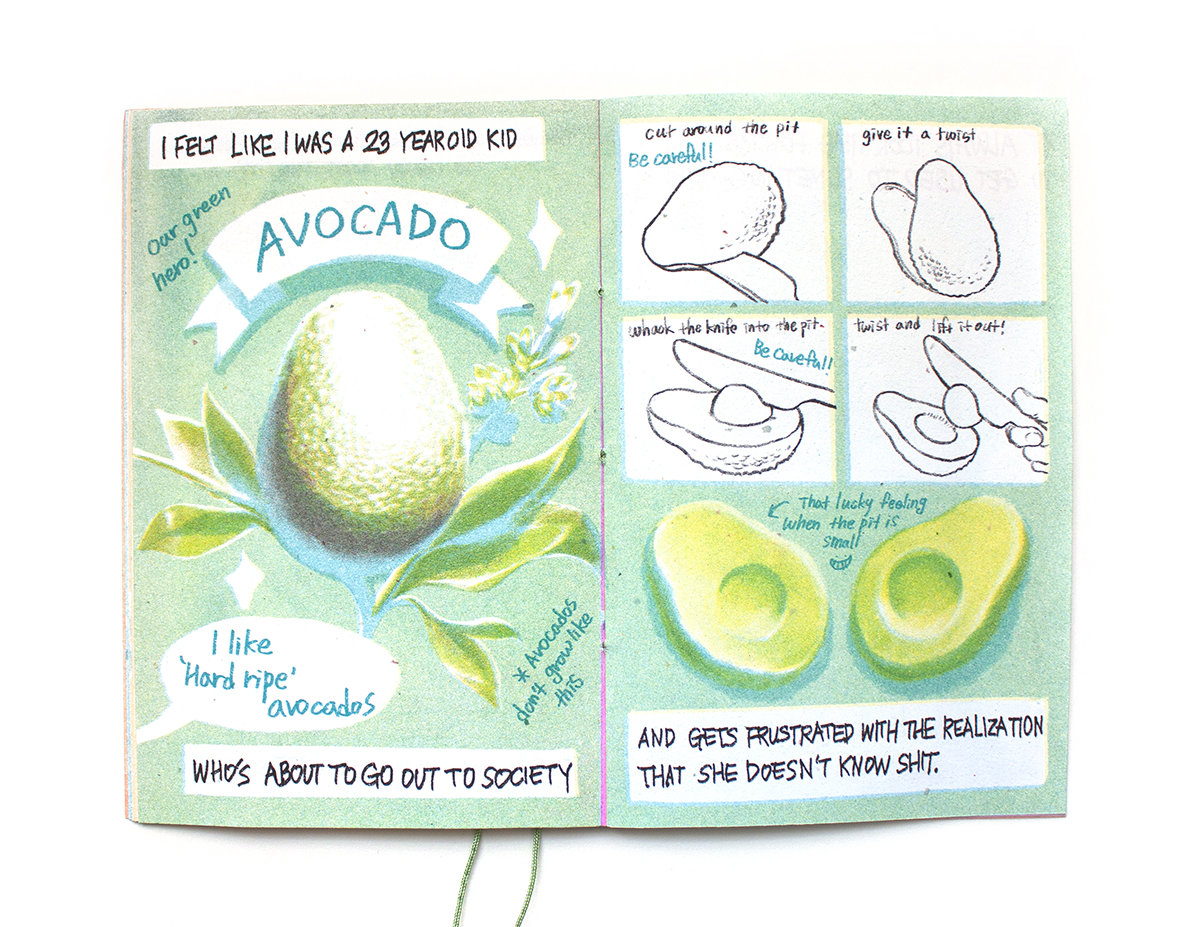 I FELT LIKE I WAS A 23 YEAR OLD KID
our green
hero!
AVOCADO
I like
'Hard ripe'
avocados
* Avocados
don't grow like
this
WHO'S ABOUT TO GO OUT TO SOCIETY
cut around the pit
Be careful!
give it a twist
whack the knife into the pit.
Be careful!
twist and lift it out!
That lucky feeling
when the pit is
small
AND GETS FRUSTRATED WITH THE REALIZATION
THAT SHE DOESN'T KNOW SHIT.